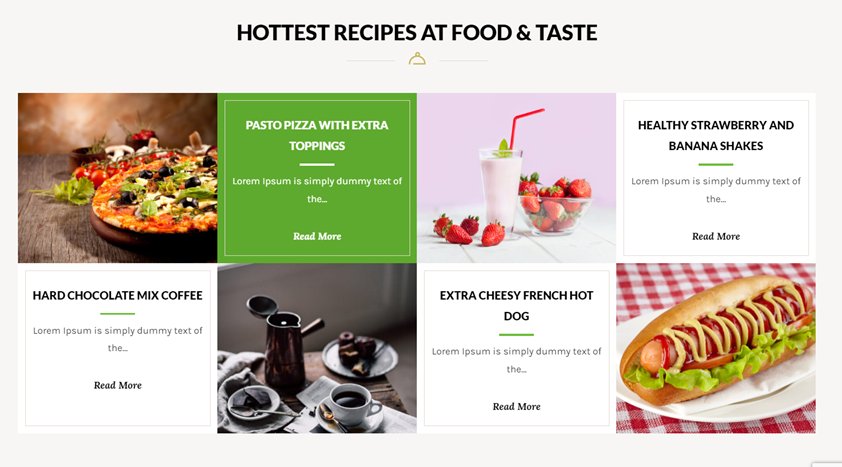 HOTTEST RECIPES AT FOOD & TASTE
PASTO PIZZA WITH EXTRA
TOPPINGS
Lorem Ipsum is simply dummy text of
the...
Read More
HEALTHY STRAWBERRY AND
BANANA SHAKES
Lorem Ipsum is simply dummy text of
the...
Read More
HARD CHOCOLATE MIX COFFEE
Lorem Ipsum is simply dummy text of
the...
Read More
EXTRA CHEESY FRENCH HOT
DOG
Lorem Ipsum is simply dummy text of
the...
Read More